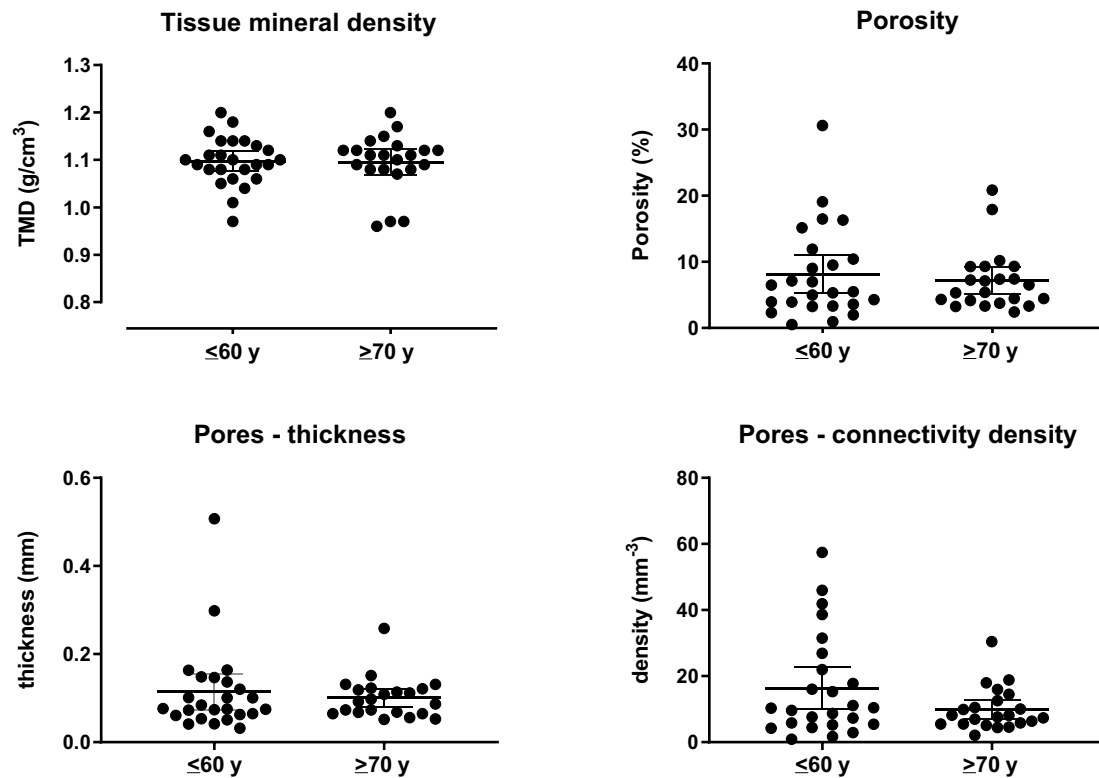 Tissue mineral density
1.3
1.2
1.1
1.0
0.9
0.8
TMD (g/cm³)
≤60 y
≥70 y
Porosity
40
30
20
10
0
Porosity (%)
≤60 y
≥70 y
Pores - thickness
0.6
0.4
0.2
0.0
thickness (mm)
≤60 y
≥70 y
Pores - connectivity density
80
60
40
20
0
density (mm⁻³)
≤60 y
≥70 y